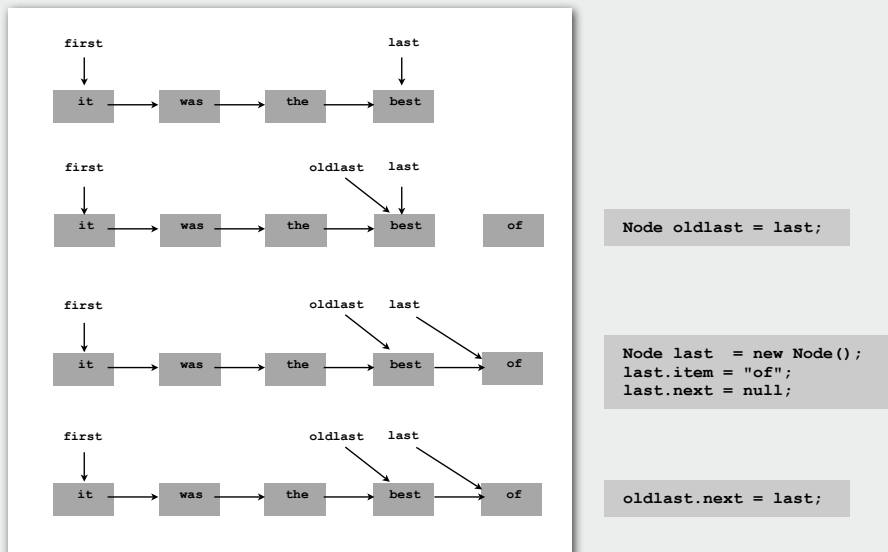 first last
it was the best
first oldlast last
it was the best of
Node oldlast = last;
first oldlast last
it was the best of
Node last  = new Node();
last.item = "of";
last.next = null;
first oldlast last
it was the best of
oldlast.next = last;